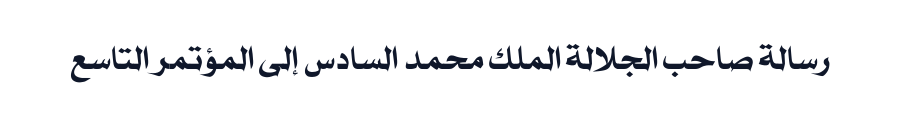 رسالة صاحب الجلالة الملك محمد السادس إلى المؤتمر التاسع